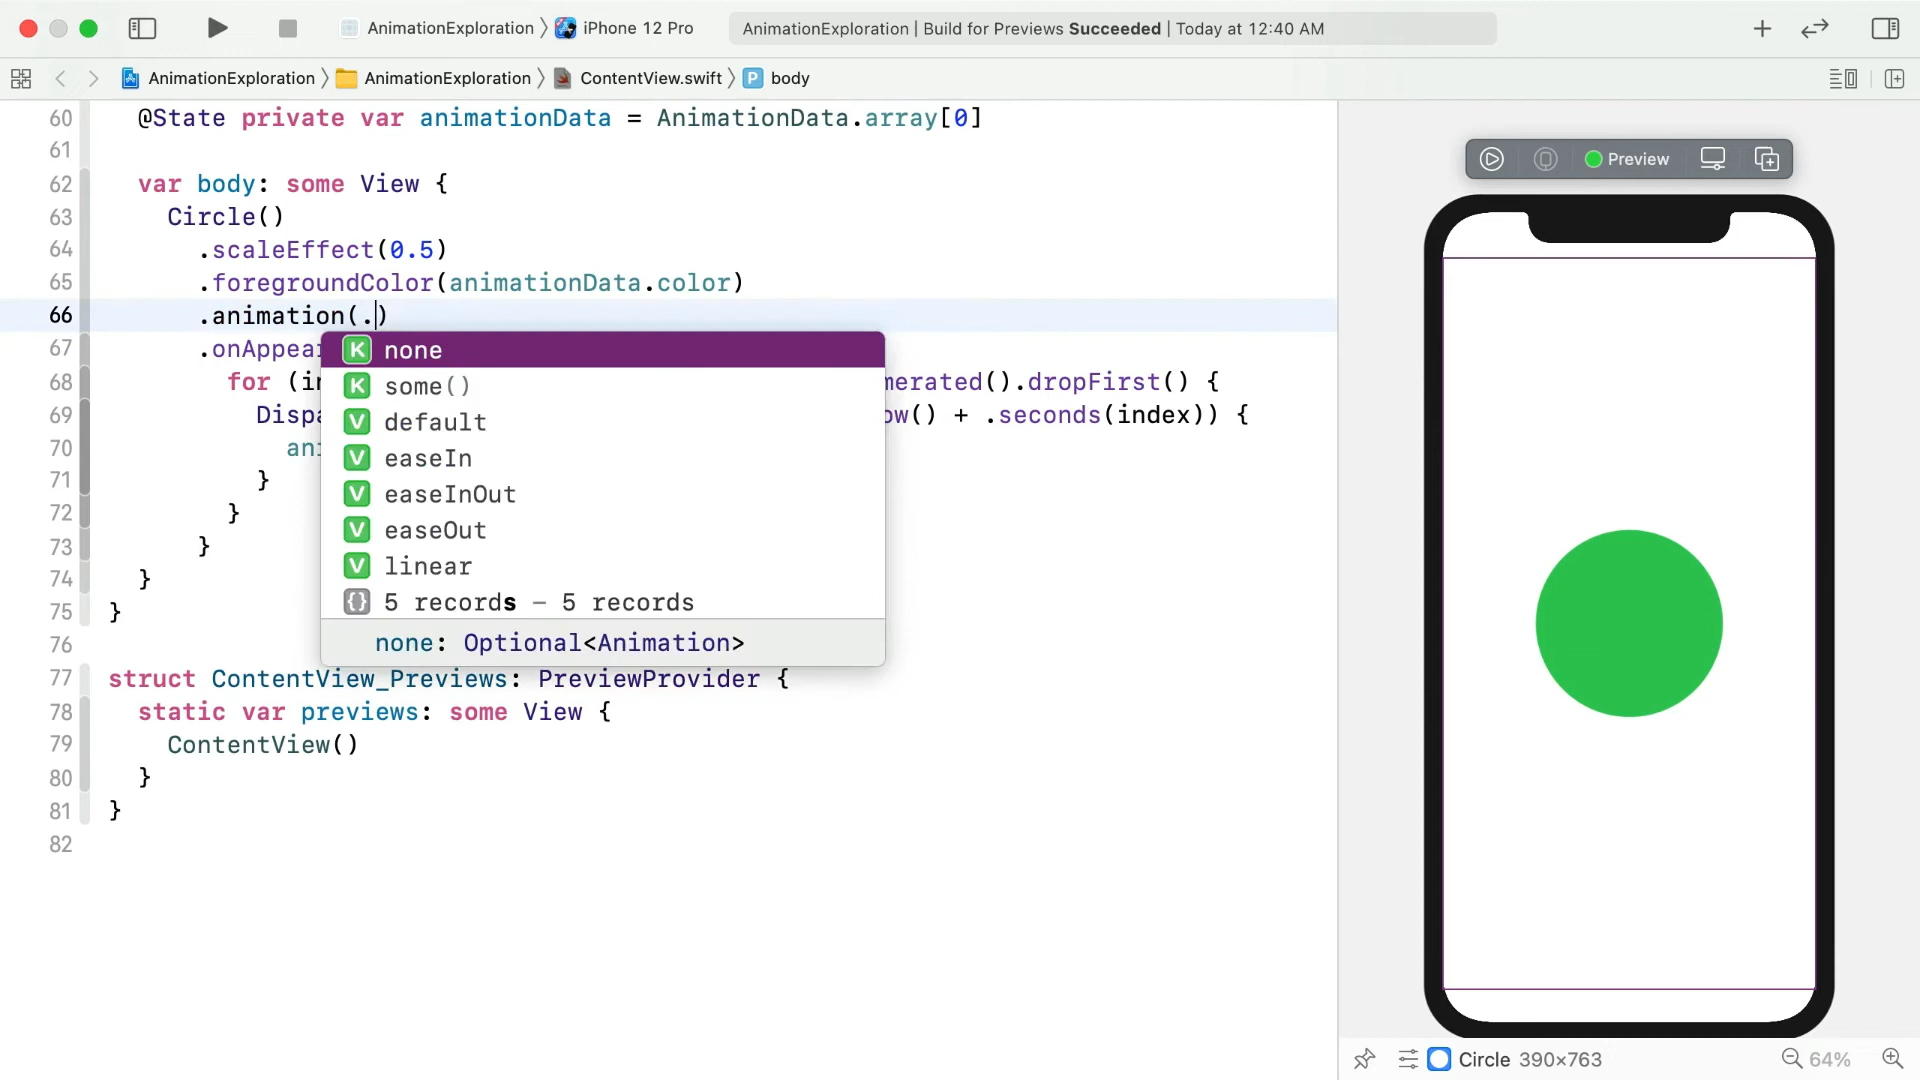 AnimationExploration 〉 iPhone 12 Pro
AnimationExploration | Build for Previews Succeeded | Today at 12:40 AM
AnimationExploration 〉 AnimationExploration 〉 ContentView.swift 〉 P body
60 @State private var animationData = AnimationData.array[0]
61
62 var body: some View {
63 Circle()
64 .scaleEffect(0.5)
65 .foregroundColor(animationData.color)
66 .animation(.)
67 .onAppear
68 for (in merated().dropFirst() {
69 Dispa ow() + .seconds(index)) {
70 ani
71 }
72 }
73 }
74 }
75 }
76
77 struct ContentView_Previews: PreviewProvider {
78 static var previews: some View {
79 ContentView()
80 }
81 }
82
K none
K some()
V default
V easeIn
V easeInOut
V easeOut
V linear
{} 5 records – 5 records
none: Optional<Animation>
Preview
Circle 390×763
64%